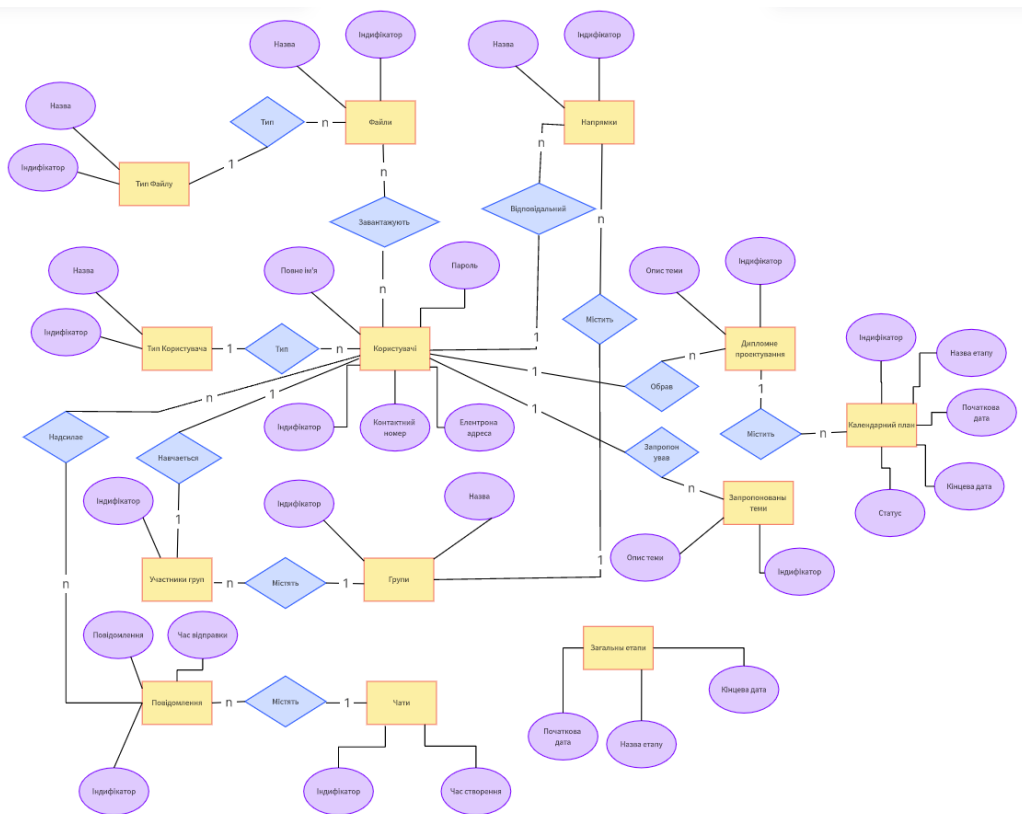 Назва
Індифікатор
Назва
Індифікатор
Назва
Тип
n
Файли
n
Напрямки
Індифікатор
1
Тип Файлу
n
Відповідальний
Завантажують
n
Повне ім'я
Пароль
Опис теми
Індифікатор
Назва
n
Містить
Індифікатор
Тип Користувача
1
Тип
n
Користувачі
1
Дипломне
проєктування
Індифікатор
Назва етапу
n
1
Обрав
1
n
1
Початкова
дата
Індифікатор
Контактний
номер
Електрона
адреса
1
Надсилає
Навчається
Запропон
ував
Містить
n
Календарний план
Індифікатор
Індифікатор
Назва
n
Запропонованы
теми
Кінцева дата
Статус
1
Опис теми
1
Індифікатор
n
Участники груп
n
Містять
1
Групи
Повідомлення
Час відправки
Загальны етапи
Повідомлення
n
Містять
1
Чати
Кінцева дата
Початкова
дата
Назва етапу
Індифікатор
Індифікатор
Час створення